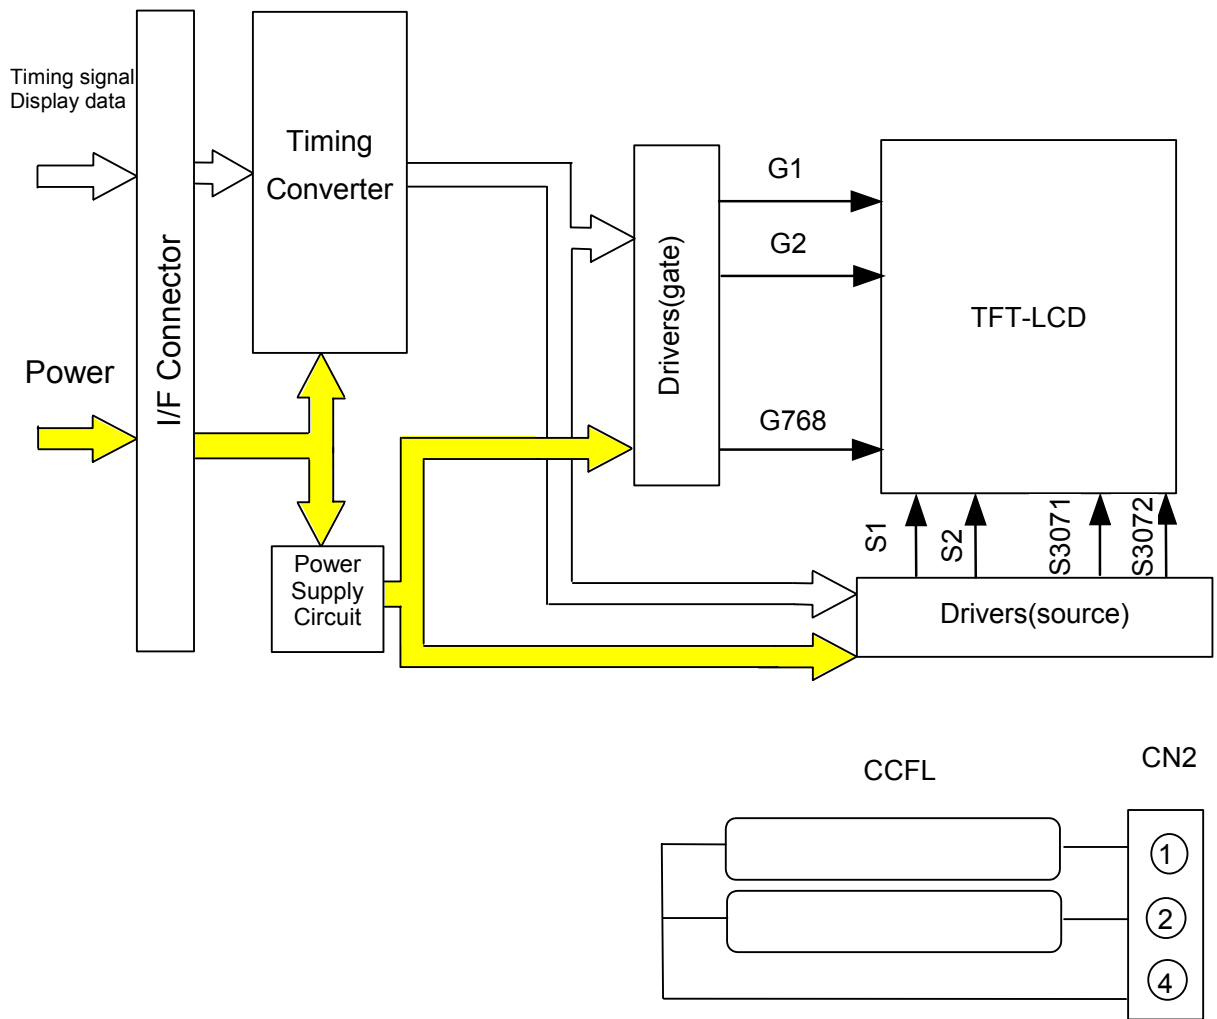 Timing signal
Display data
Power
I/F Connector
Timing
Converter
Power
Supply
Circuit
Drivers(gate)
G1
G2
G768
TFT-LCD
S1
S2
S3071
S3072
Drivers(source)
CCFL
CN2
1
2
4